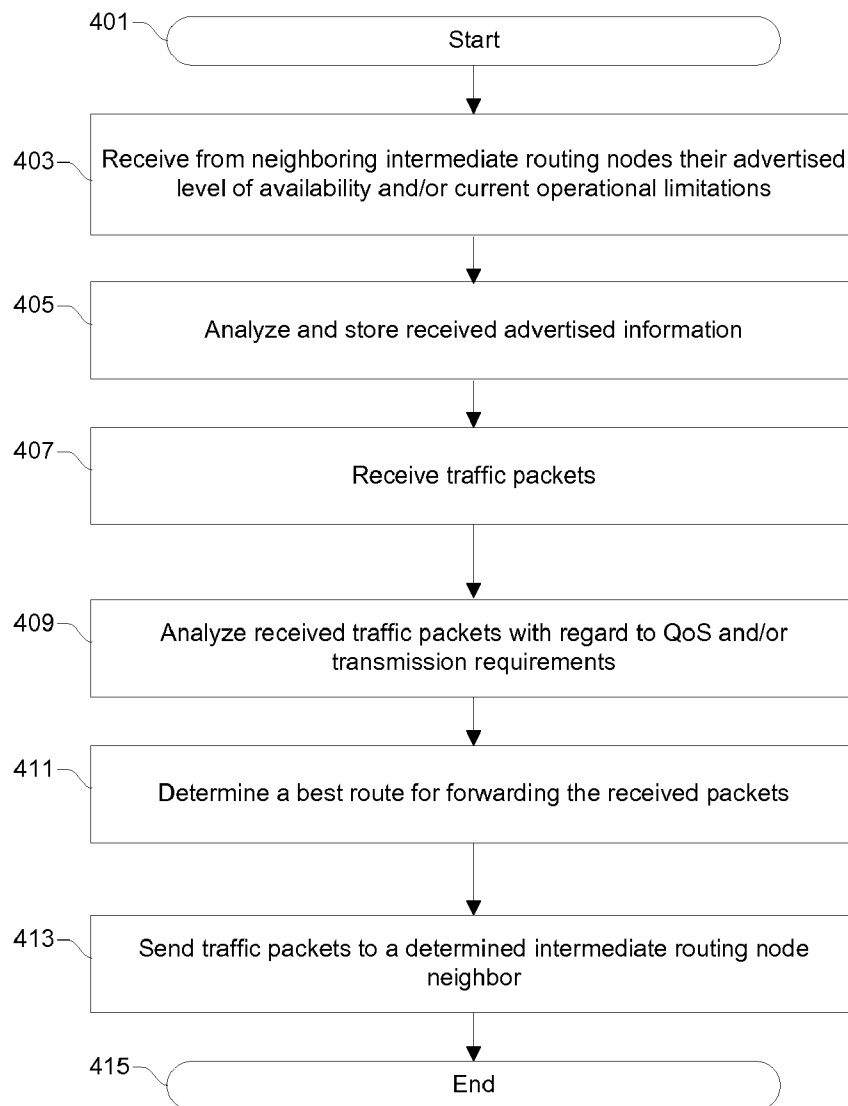 401
Start
403
Receive from neighboring intermediate routing nodes their advertised
level of availability and/or current operational limitations
405
Analyze and store received advertised information
407
Receive traffic packets
409
Analyze received traffic packets with regard to QoS and/or
transmission requirements
411
Determine a best route for forwarding the received packets
413
Send traffic packets to a determined intermediate routing node
neighbor
415
End